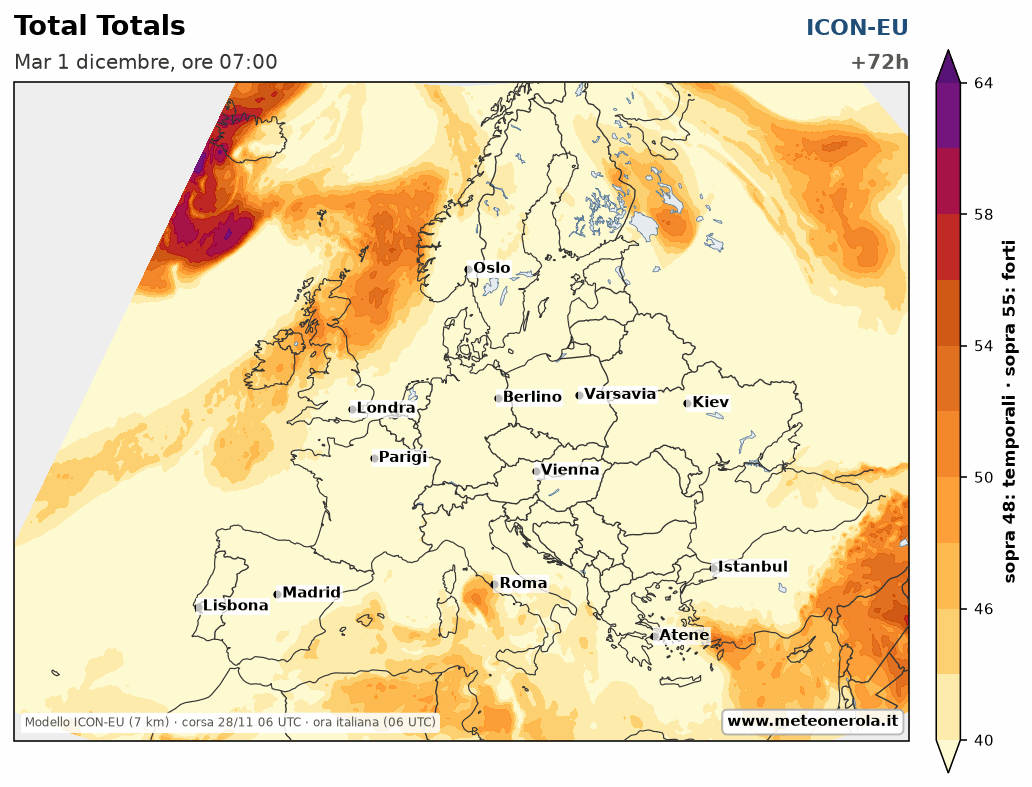 Total Totals
ICON-EU
Mar 1 dicembre, ore 07:00
+72h
64
58
54
50
46
40
sopra 48: temporali · sopra 55: forti
Oslo
Berlino
Varsavia
Kiev
Londra
Parigi
Vienna
Istanbul
Roma
Madrid
Lisbona
Atene
Modello ICON-EU (7 km) · corsa 28/11 06 UTC · ora italiana (06 UTC)
www.meteonerola.it